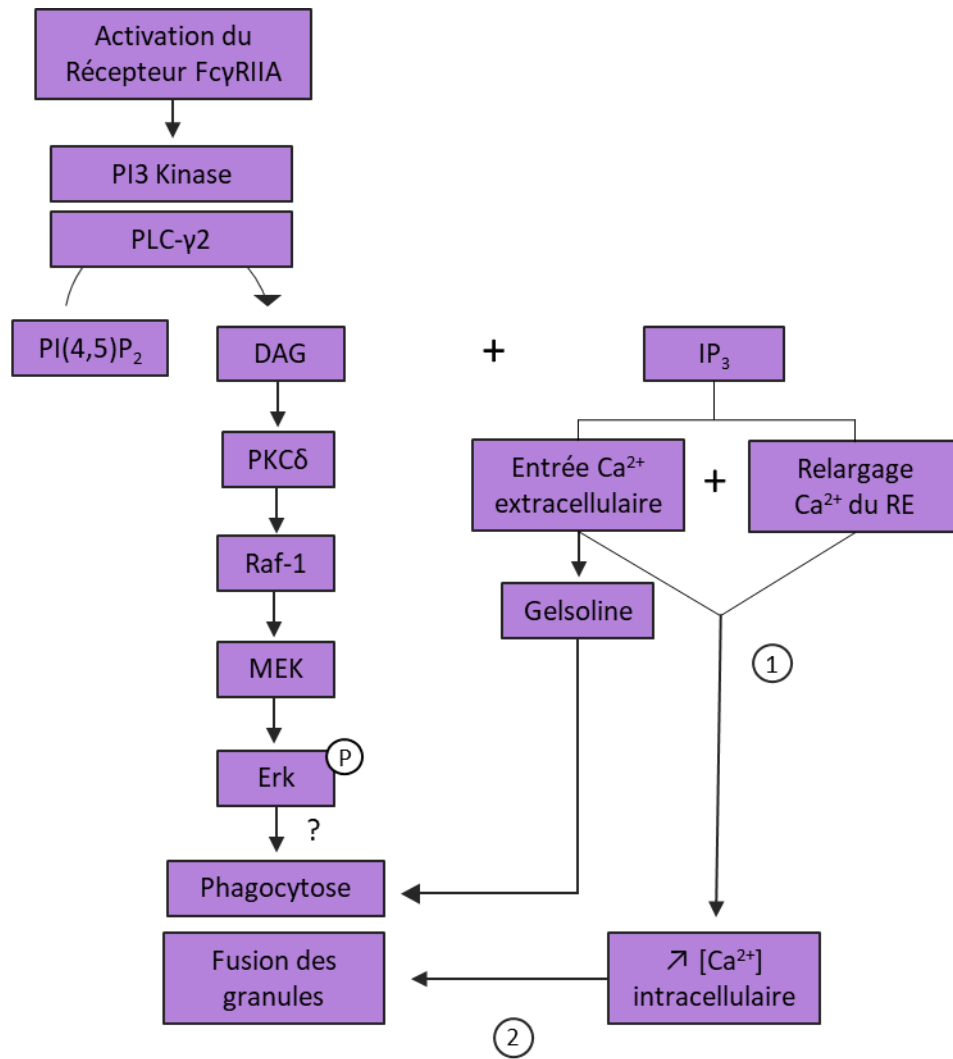 Activation du
Récepteur FcγRIIA
PI3 Kinase
PLC-γ2
PI(4,5)P₂
DAG
+
IP₃
PKCδ
Entrée Ca²⁺
extracellulaire
+
Relargage
Ca²⁺ du RE
Raf-1
Gelsoline
MEK
1
Erk
P
?
Phagocytose
Fusion des
granules
↗ [Ca²⁺]
intracellulaire
2